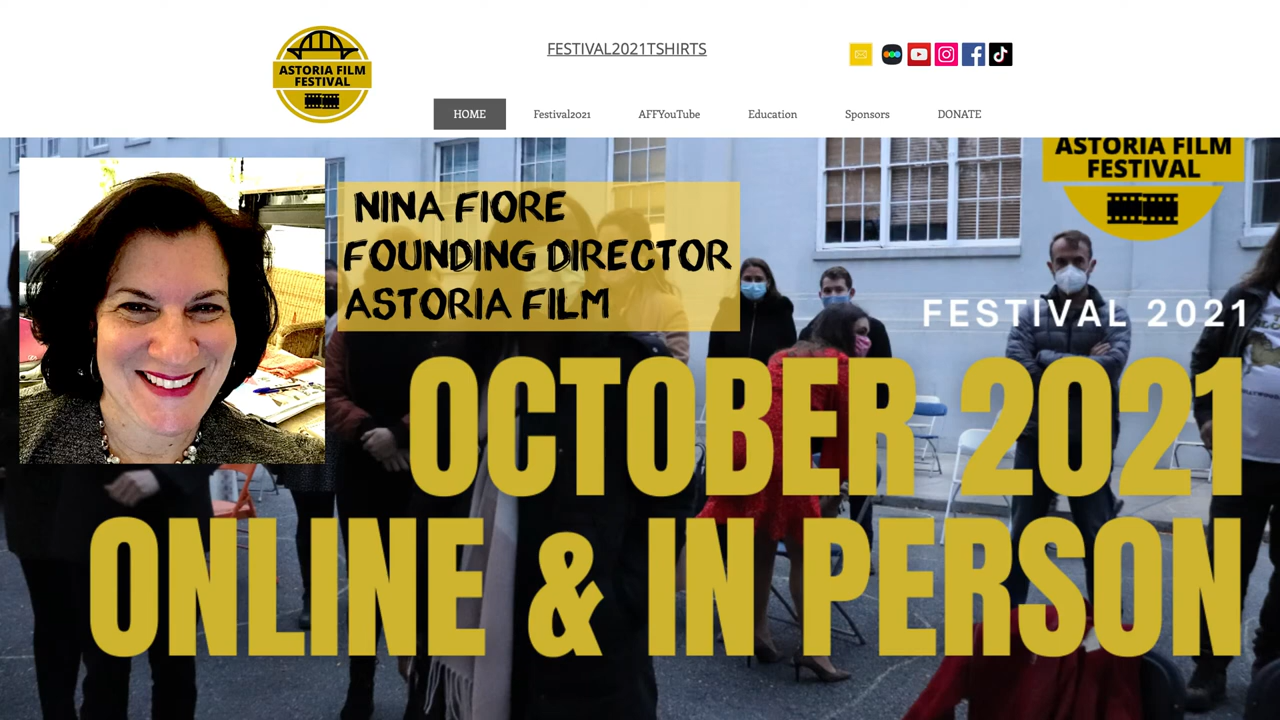 ASTORIA FILM
FESTIVAL
FESTIVAL2021TSHIRTS
HOME
Festival2021
AFFYouTube
Education
Sponsors
DONATE
ASTORIA FILM
FESTIVAL
NINA FIORE
FOUNDING DIRECTOR
ASTORIA FILM
FESTIVAL 2021
OCTOBER 2021
ONLINE & IN PERSON